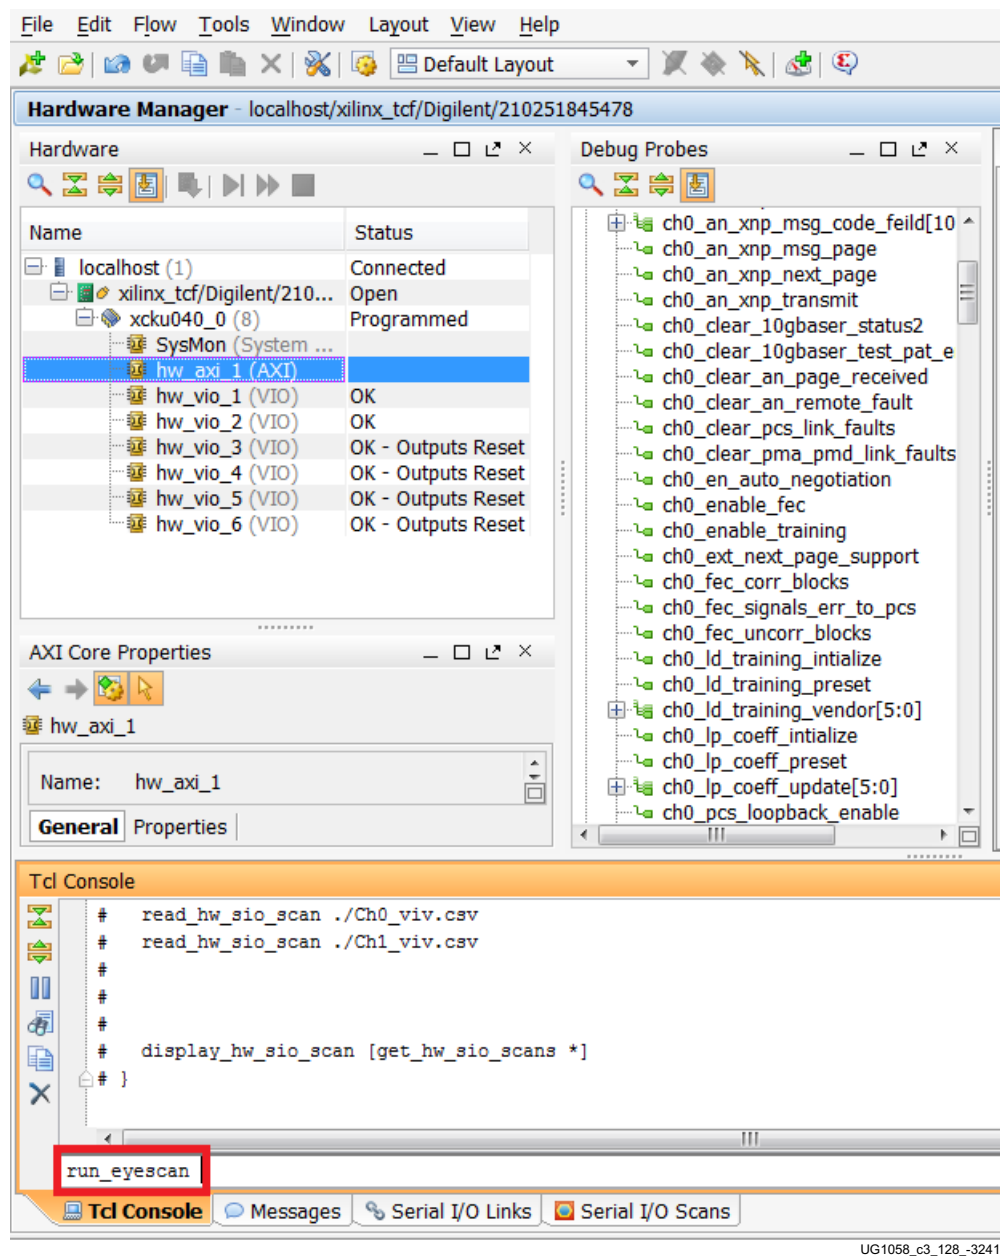 File Edit Flow Tools Window Layout View Help
Default Layout
Hardware Manager - localhost/xilinx_tcf/Digilent/210251845478
Hardware
Name Status
localhost (1) Connected
xilinx_tcf/Digilent/210... Open
xcku040_0 (8) Programmed
SysMon (System ...
hw_axi_1 (AXI)
hw_vio_1 (VIO) OK
hw_vio_2 (VIO) OK
hw_vio_3 (VIO) OK - Outputs Reset
hw_vio_4 (VIO) OK - Outputs Reset
hw_vio_5 (VIO) OK - Outputs Reset
hw_vio_6 (VIO) OK - Outputs Reset
AXI Core Properties
hw_axi_1
Name: hw_axi_1
General Properties
Debug Probes
ch0_an_xnp_msg_code_feild[10
ch0_an_xnp_msg_page
ch0_an_xnp_next_page
ch0_an_xnp_transmit
ch0_clear_10gbaser_status2
ch0_clear_10gbaser_test_pat_e
ch0_clear_an_page_received
ch0_clear_an_remote_fault
ch0_clear_pcs_link_faults
ch0_clear_pma_pmd_link_faults
ch0_en_auto_negotiation
ch0_enable_fec
ch0_enable_training
ch0_ext_next_page_support
ch0_fec_corr_blocks
ch0_fec_signals_err_to_pcs
ch0_fec_uncorr_blocks
ch0_ld_training_intialize
ch0_ld_training_preset
ch0_ld_training_vendor[5:0]
ch0_lp_coeff_intialize
ch0_lp_coeff_preset
ch0_lp_coeff_update[5:0]
ch0_pcs_loopback_enable
Tcl Console
# read_hw_sio_scan ./Ch0_viv.csv
# read_hw_sio_scan ./Ch1_viv.csv
#
#
#
# display_hw_sio_scan [get_hw_sio_scans *]
# }
run_eyescan
Tcl Console Messages Serial I/O Links Serial I/O Scans
UG1058_c3_128_-3241